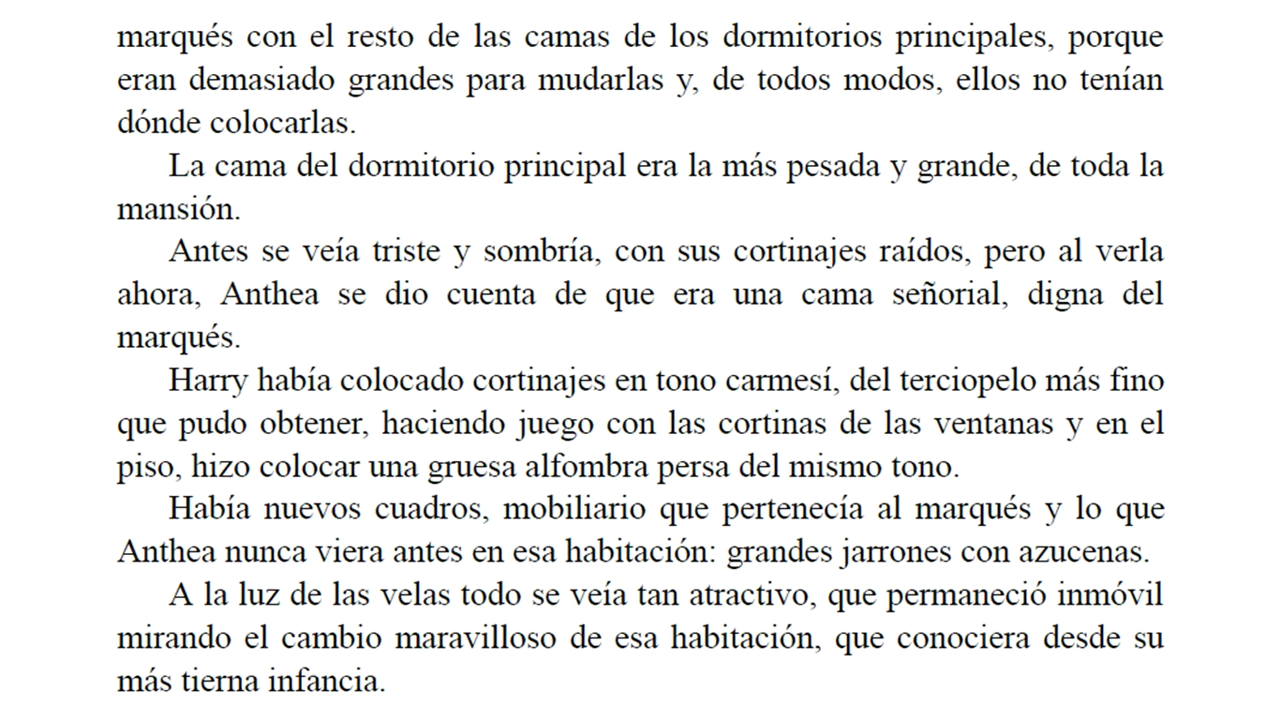 marqués con el resto de las camas de los dormitorios principales, porque
eran demasiado grandes para mudarlas y, de todos modos, ellos no tenían
dónde colocarlas.
La cama del dormitorio principal era la más pesada y grande, de toda la
mansión.
Antes se veía triste y sombría, con sus cortinajes raídos, pero al verla
ahora, Anthea se dio cuenta de que era una cama señorial, digna del
marqués.
Harry había colocado cortinajes en tono carmesí, del terciopelo más fino
que pudo obtener, haciendo juego con las cortinas de las ventanas y en el
piso, hizo colocar una gruesa alfombra persa del mismo tono.
Había nuevos cuadros, mobiliario que pertenecía al marqués y lo que
Anthea nunca viera antes en esa habitación: grandes jarrones con azucenas.
A la luz de las velas todo se veía tan atractivo, que permaneció inmóvil
mirando el cambio maravilloso de esa habitación, que conociera desde su
más tierna infancia.